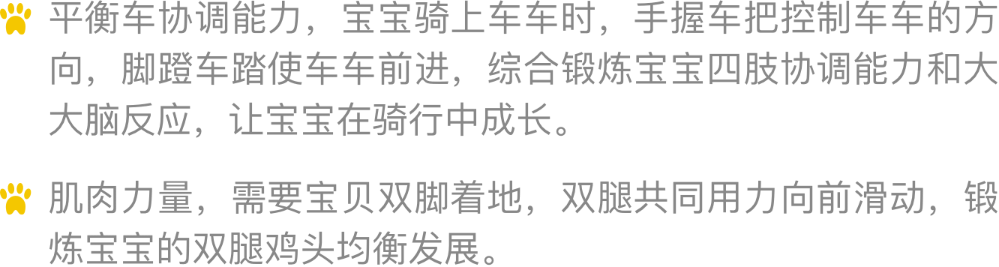 平衡车协调能力，宝宝骑上车车时，手握车把控制车车的方
向，脚蹬车踏使车车前进，综合锻炼宝宝四肢协调能力和大
大脑反应，让宝宝在骑行中成长。
肌肉力量，需要宝贝双脚着地，双腿共同用力向前滑动，锻
炼宝宝的双腿鸡头均衡发展。